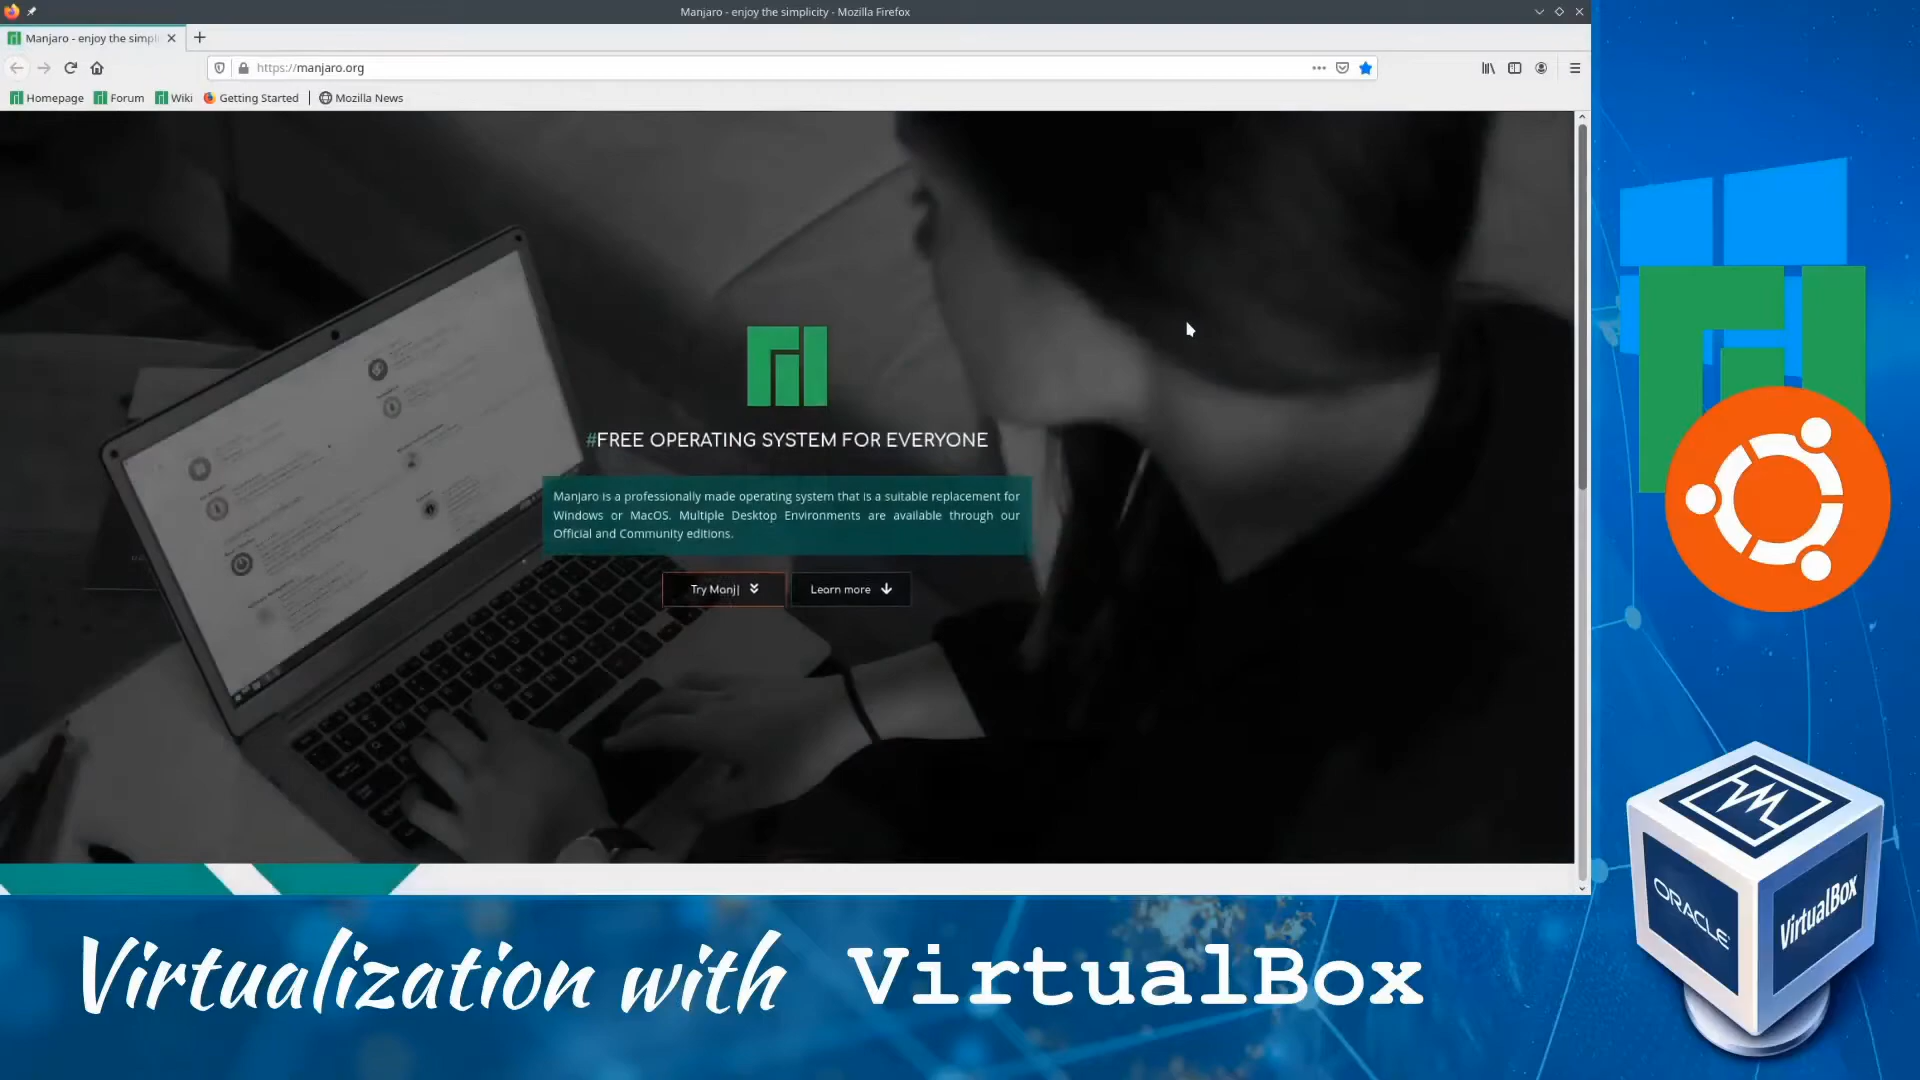 Manjaro - enjoy the simplicity - Mozilla Firefox
Manjaro - enjoy the simpli
https://manjaro.org
Homepage Forum Wiki Getting Started Mozilla News
#FREE OPERATING SYSTEM FOR EVERYONE
Manjaro is a professionally made operating system that is a suitable replacement for
Windows or MacOS. Multiple Desktop Environments are available through our
Official and Community editions.
Try Manj|
Learn more
ORACLE
VirtualBox
Virtualization with VirtualBox